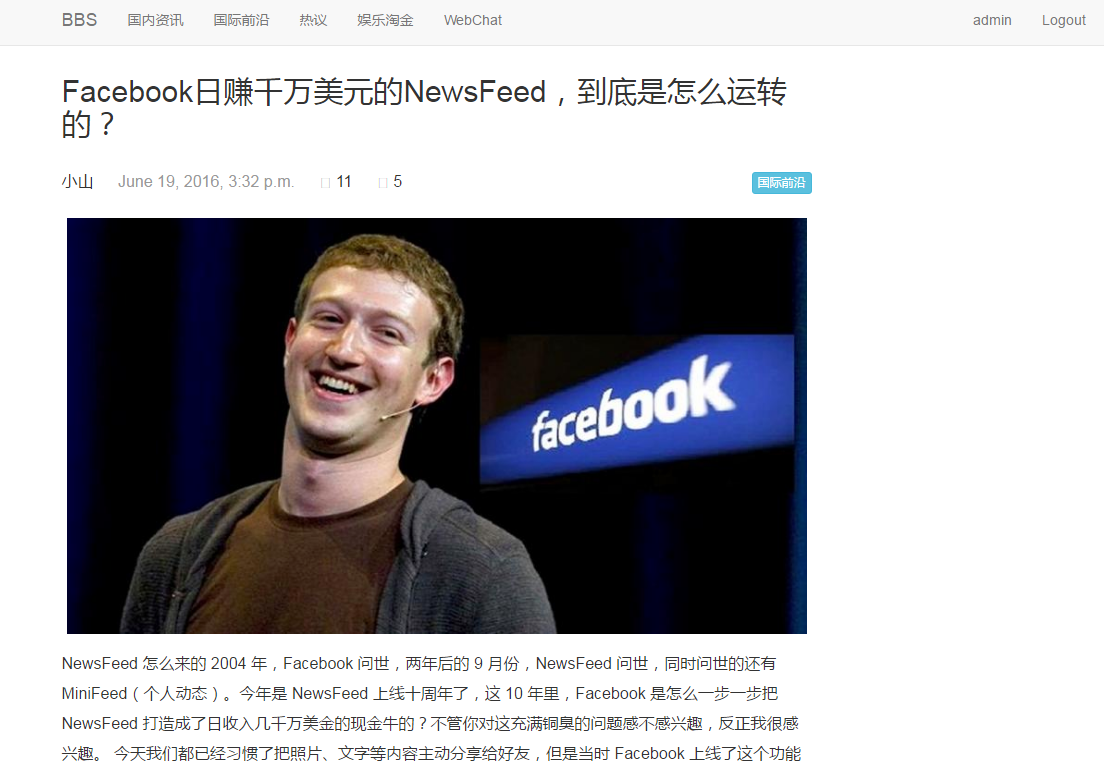 BBS 国内资讯 国际前沿 热议 娱乐淘金 WebChat admin Logout
Facebook日赚千万美元的NewsFeed，到底是怎么运转
的？
小山 June 19, 2016, 3:32 p.m. 11 5 国际前沿
facebook
NewsFeed 怎么来的 2004 年，Facebook 问世，两年后的 9 月份，NewsFeed 问世，同时问世的还有
MiniFeed（个人动态）。今年是 NewsFeed 上线十周年了，这 10 年里，Facebook 是怎么一步一步把
NewsFeed 打造成了日收入几千万美金的现金牛的？不管你对这充满铜臭的问题感不感兴趣，反正我很感
兴趣。 今天我们都已经习惯了把照片、文字等内容主动分享给好友，但是当时 Facebook 上线了这个功能